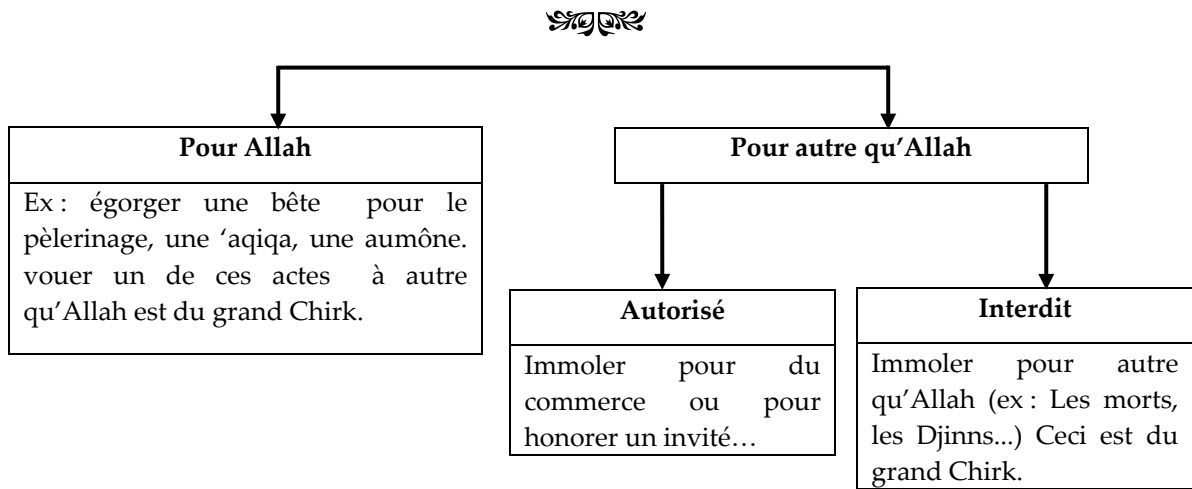 Pour Allah
Ex : égorger une bête pour le
pèlerinage, une ‘aqiqa, une aumône.
vouer un de ces actes à autre
qu’Allah est du grand Chirk.
Pour autre qu’Allah
Autorisé
Immoler pour du
commerce ou pour
honorer un invité…
Interdit
Immoler pour autre
qu’Allah (ex : Les morts,
les Djinns...) Ceci est du
grand Chirk.